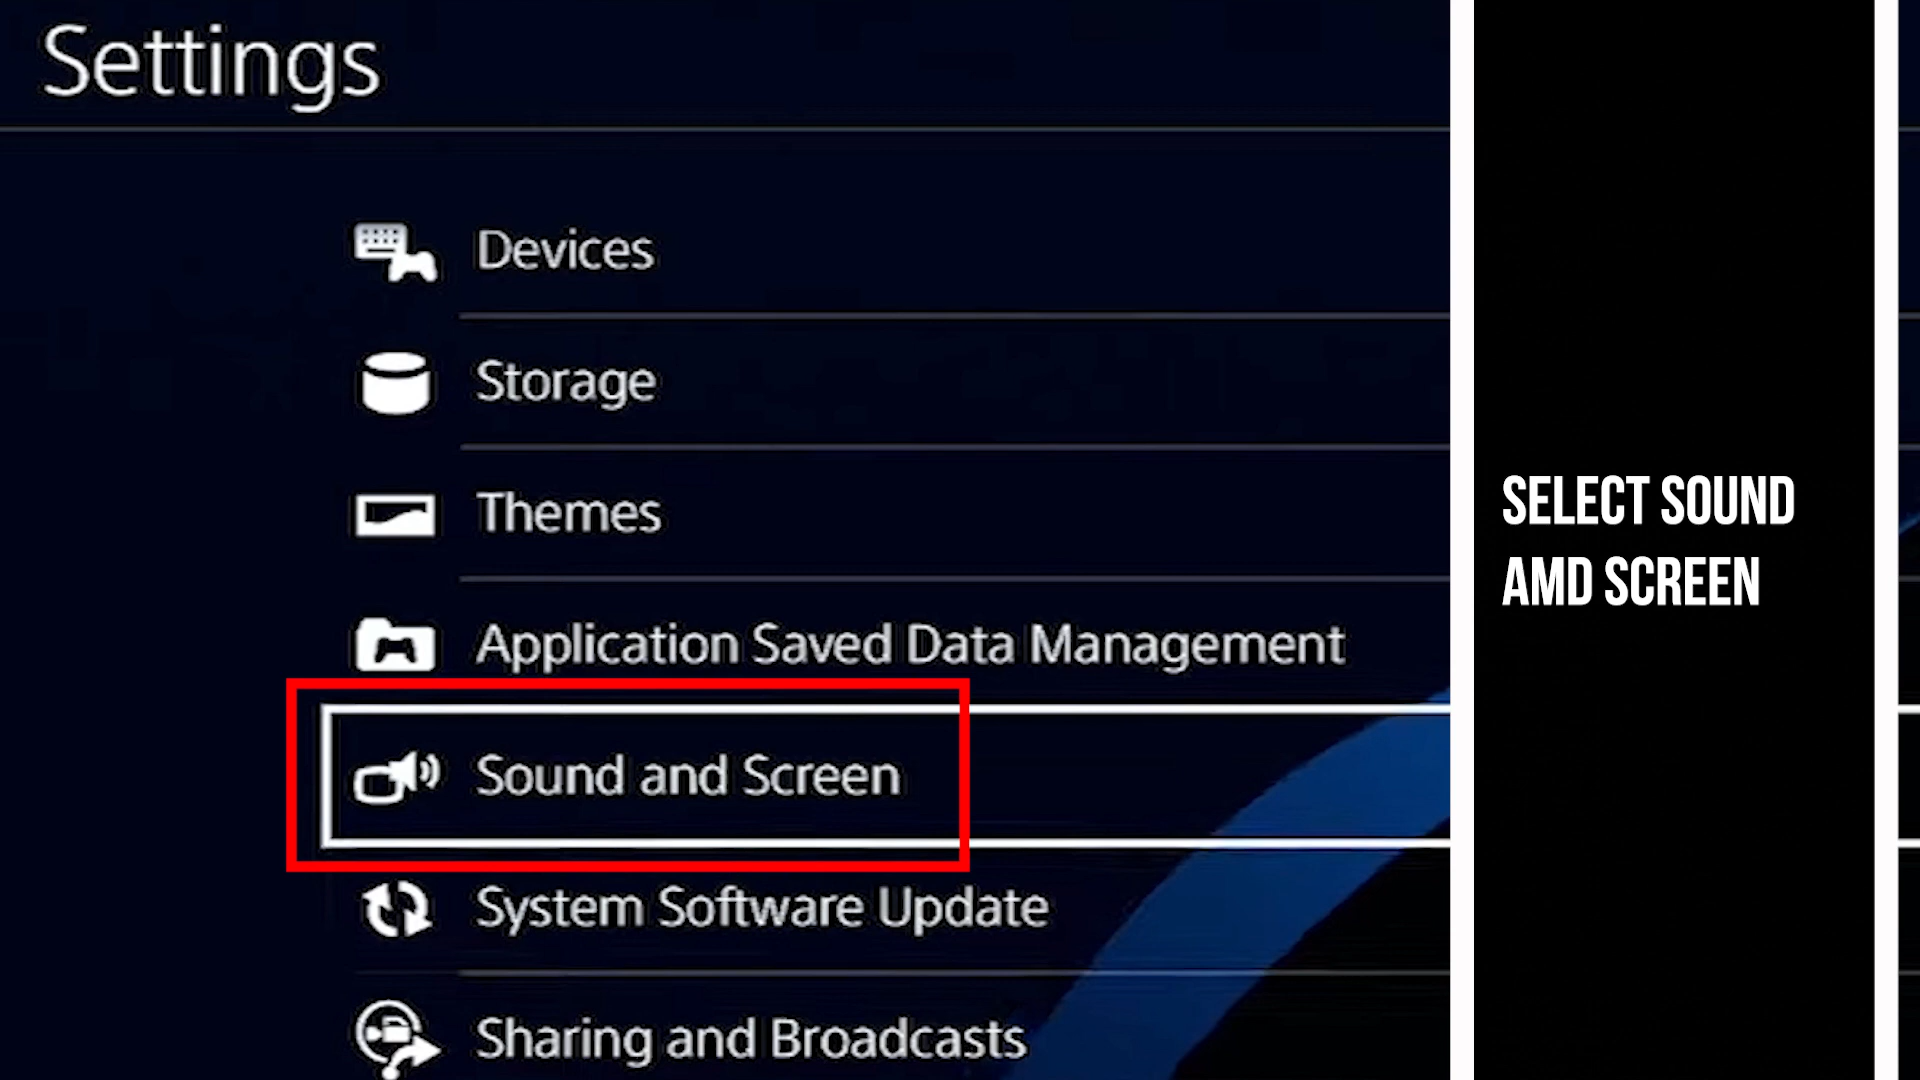 Settings
Devices
Storage
Themes
Application Saved Data Management
Sound and Screen
System Software Update
Sharing and Broadcasts
SELECT SOUND
AMD SCREEN